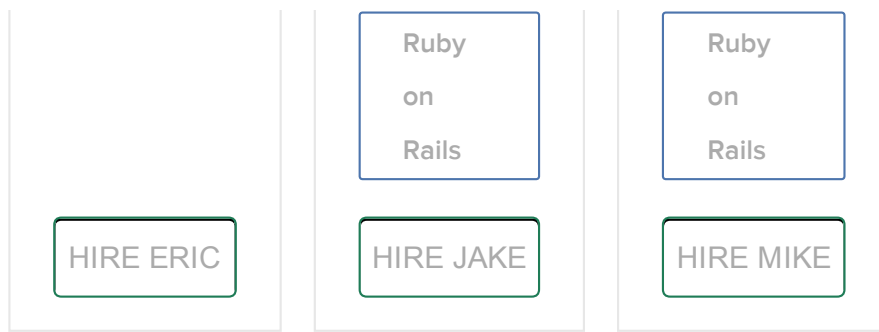 Ruby
on
Rails
Ruby
on
Rails
HIRE ERIC
HIRE JAKE
HIRE MIKE